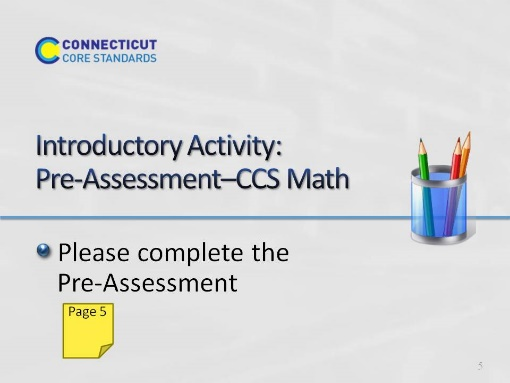 CONNECTICUT
CORE STANDARDS
Introductory Activity:
Pre-Assessment–CCS Math
Please complete the
Pre-Assessment
Page 5
5